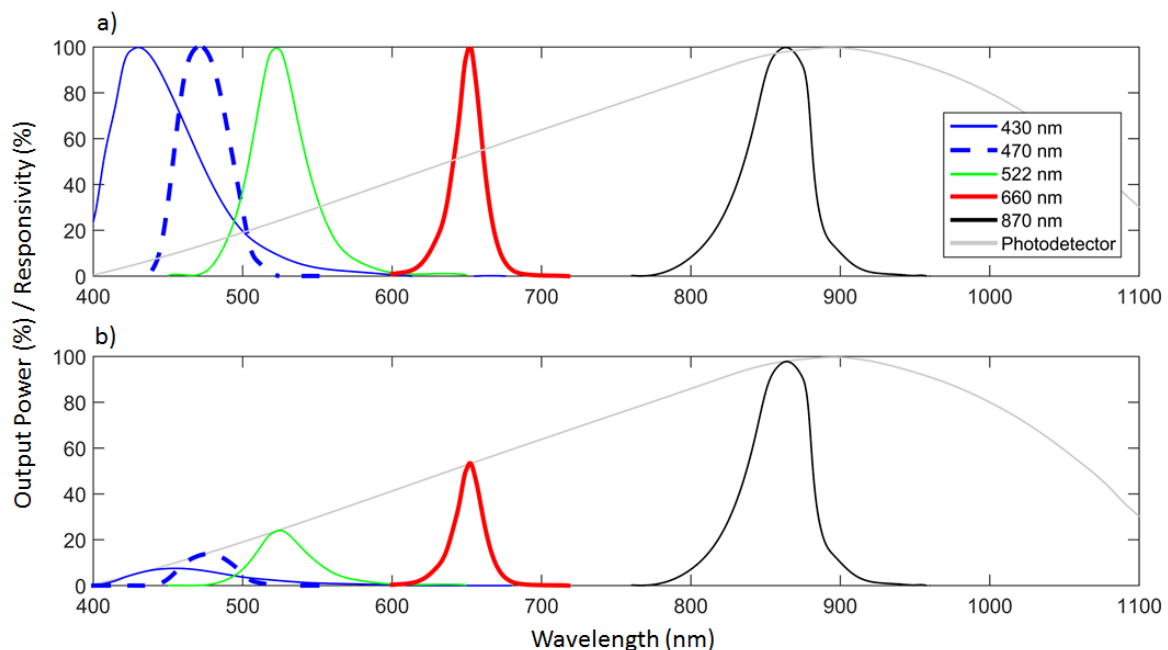 a)
100
80
60
40
20
0
400 500 600 700 800 900 1000 1100
430 nm
470 nm
522 nm
660 nm
870 nm
Photodetector
Output Power (%) / Responsivity (%)
b)
100
80
60
40
20
0
400 500 600 700 800 900 1000 1100
Wavelength (nm)